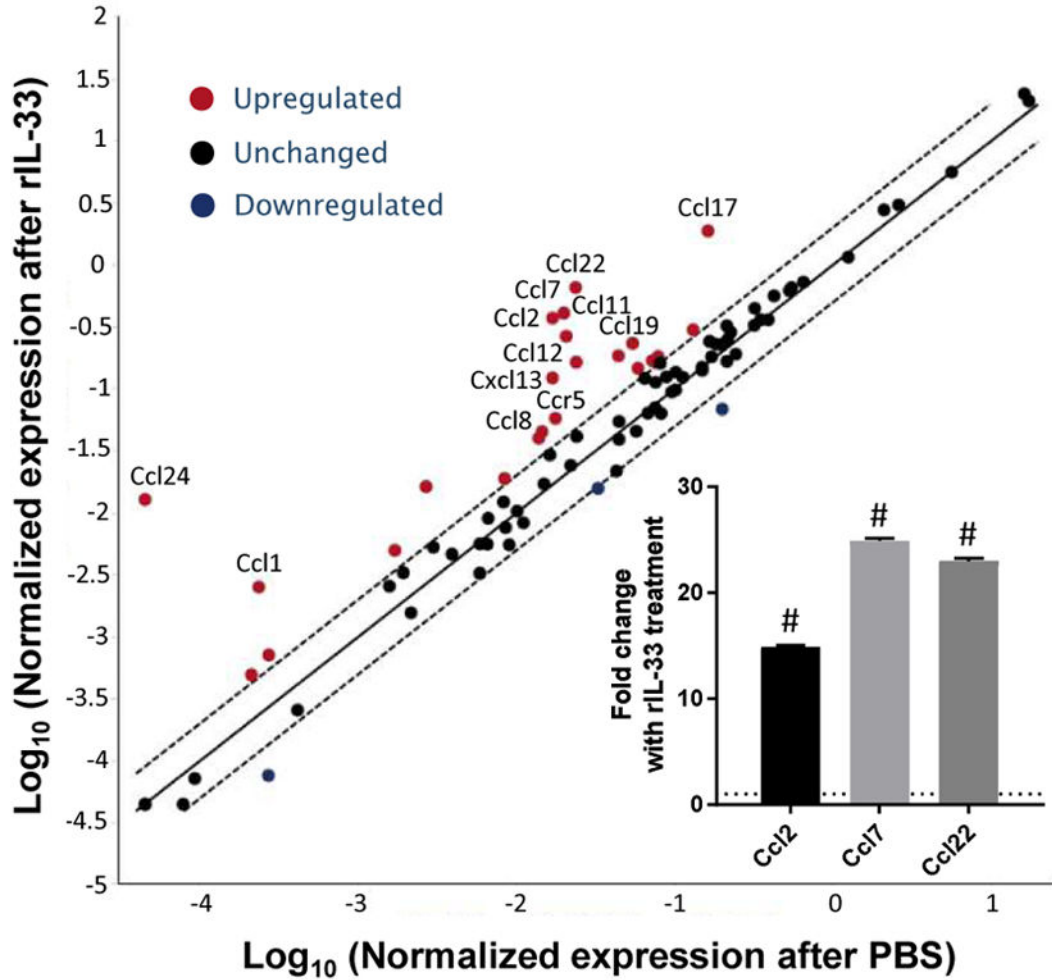 2
1.5
1
0.5
0
-0.5
-1
-1.5
-2
-2.5
-3
-3.5
-4
-4.5
-5
Log10 (Normalized expression after rIL-33)
Upregulated
Unchanged
Downregulated
Ccl17
Ccl22
Ccl7
Ccl11
Ccl2
Ccl19
Ccl12
Cxcl13
Ccr5
Ccl8
Ccl24
Ccl1
30
20
10
0
Fold change
with rIL-33 treatment
#
#
#
Ccl2
Ccl7
Ccl22
-4
-3
-2
-1
0
1
Log10 (Normalized expression after PBS)